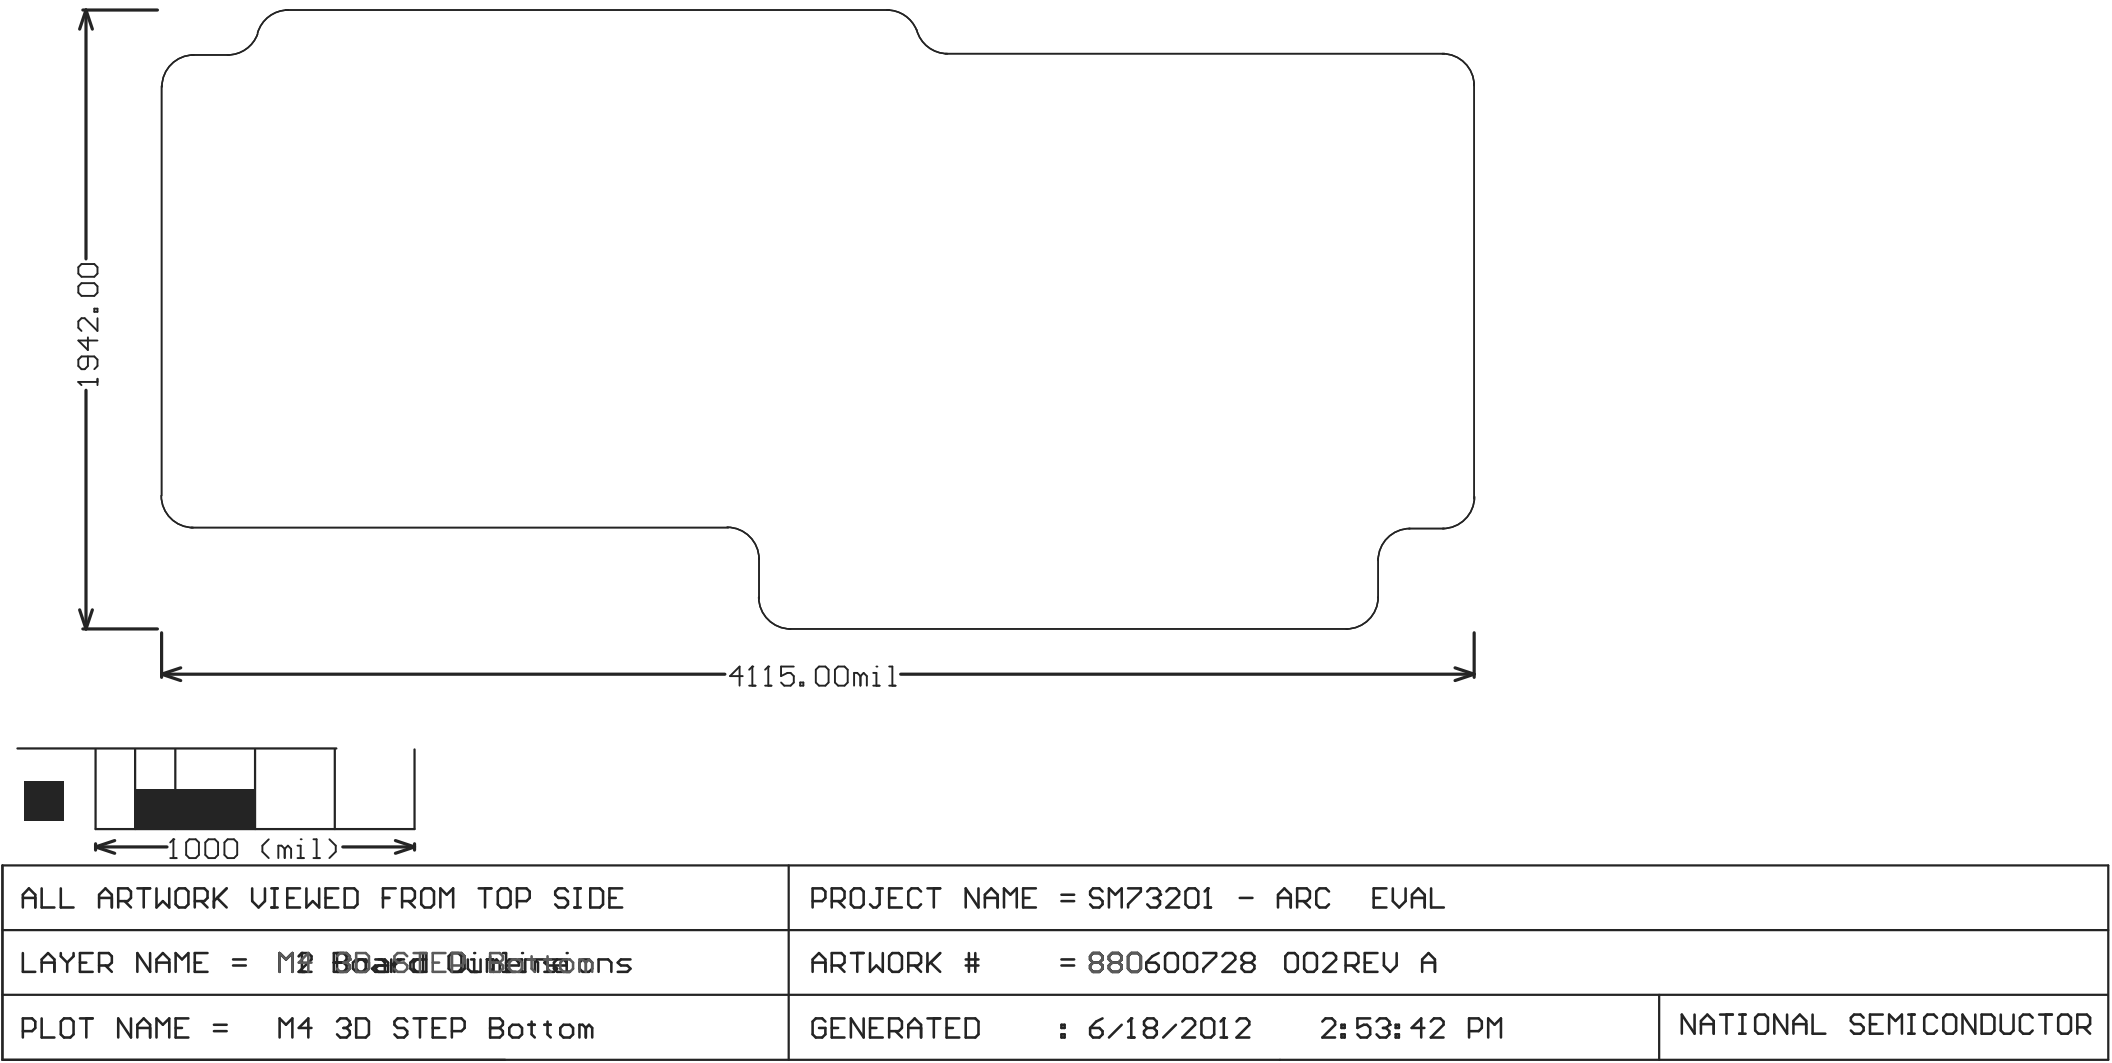 1942.00
4115.00mil
1000 (mil)
ALL ARTWORK VIEWED FROM TOP SIDE
PROJECT NAME = SM73201 - ARC EVAL
LAYER NAME =
ARTWORK # = 880600728 002REV A
PLOT NAME = M4 3D STEP Bottom
GENERATED : 6/18/2012 2:53:42 PM
NATIONAL SEMICONDUCTOR